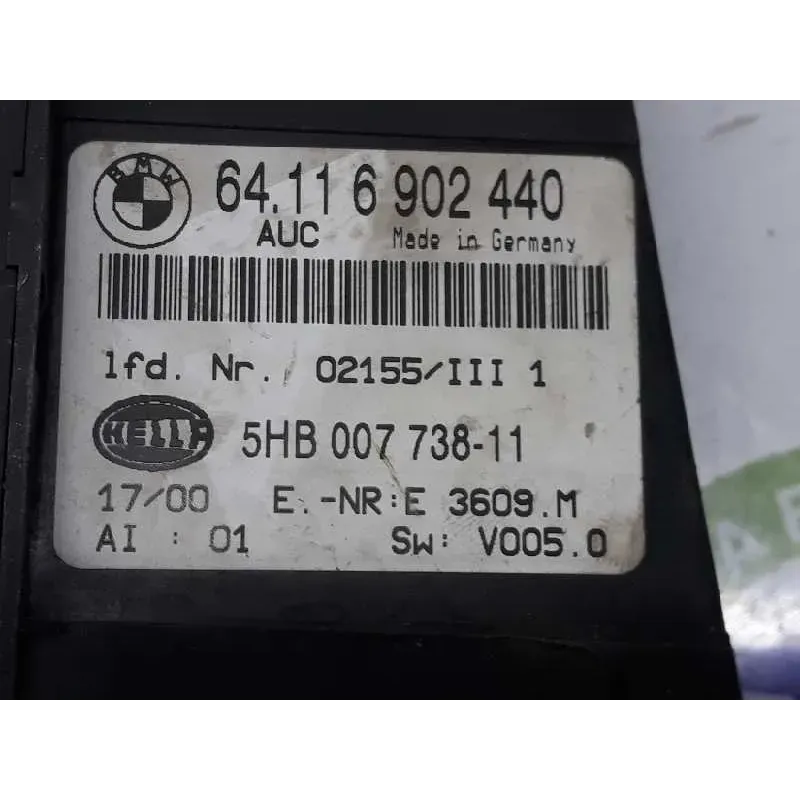 BMW
64.11 6 902 440
AUC Made in Germany
lfd. Nr. 02155/III 1
HELLA 5HB 007 738-11
17/00 E.-NR:E 3609.M
AI : 01 Sw: V005.0